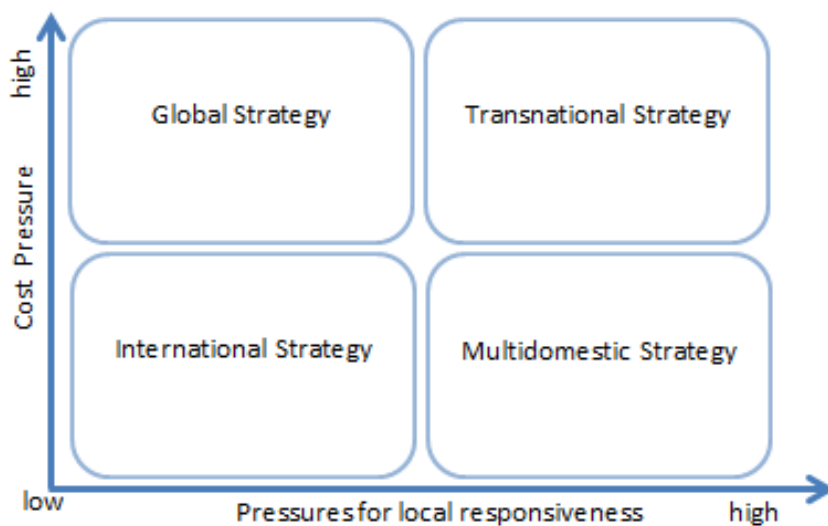 high
Cost Pressure
Global Strategy
Transnational Strategy
International Strategy
Multidomestic Strategy
low
Pressures for local responsiveness
high